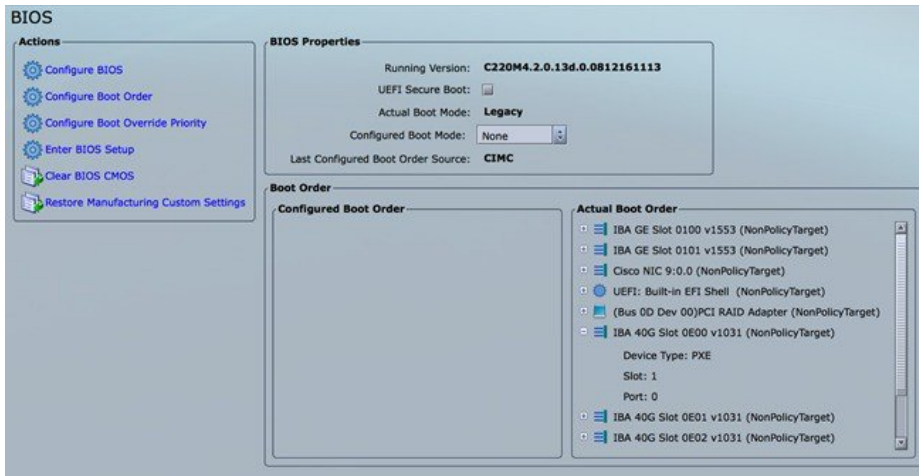 BIOS
Actions
Configure BIOS
Configure Boot Order
Configure Boot Override Priority
Enter BIOS Setup
Clear BIOS CMOS
Restore Manufacturing Custom Settings
BIOS Properties
Running Version: C220M4.2.0.13d.0.0812161113
UEFI Secure Boot:
Actual Boot Mode: Legacy
Configured Boot Mode: None
Last Configured Boot Order Source: CIMC
Boot Order
Configured Boot Order
Actual Boot Order
IBA GE Slot 0100 v1553 (NonPolicyTarget)
IBA GE Slot 0101 v1553 (NonPolicyTarget)
Cisco NIC 9:0.0 (NonPolicyTarget)
UEFI: Built-in EFI Shell (NonPolicyTarget)
(Bus 0D Dev 00)PCI RAID Adapter (NonPolicyTarget)
IBA 40G Slot 0E00 v1031 (NonPolicyTarget)
Device Type: PXE
Slot: 1
Port: 0
IBA 40G Slot 0E01 v1031 (NonPolicyTarget)
IBA 40G Slot 0E02 v1031 (NonPolicyTarget)